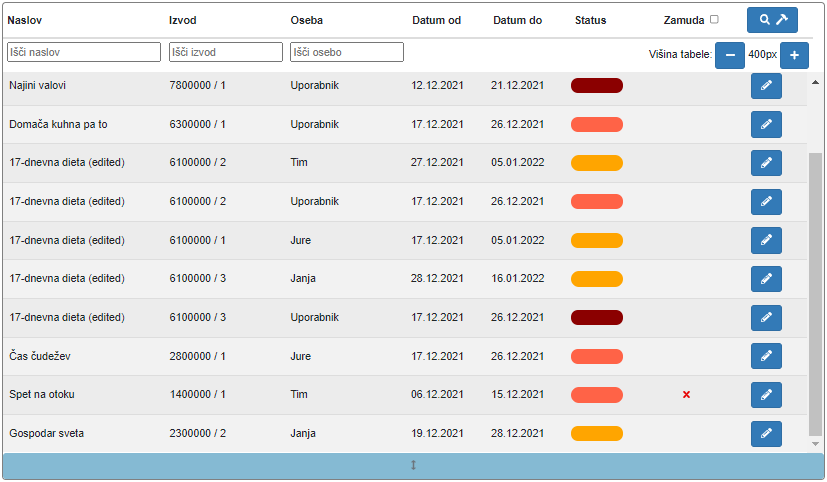 Naslov Izvod Oseba Datum od Datum do Status Zamuda
Išči naslov Išči izvod Išči osebo Višina tabele: 400px
Najini valovi 7800000 / 1 Uporabnik 12.12.2021 21.12.2021
Domača kuhna pa to 6300000 / 1 Uporabnik 17.12.2021 26.12.2021
17-dnevna dieta (edited) 6100000 / 2 Tim 27.12.2021 05.01.2022
17-dnevna dieta (edited) 6100000 / 2 Uporabnik 17.12.2021 26.12.2021
17-dnevna dieta (edited) 6100000 / 1 Jure 17.12.2021 05.01.2022
17-dnevna dieta (edited) 6100000 / 3 Janja 28.12.2021 16.01.2022
17-dnevna dieta (edited) 6100000 / 3 Uporabnik 17.12.2021 26.12.2021
Čas čudežev 2800000 / 1 Jure 17.12.2021 26.12.2021
Spet na otoku 1400000 / 1 Tim 06.12.2021 15.12.2021
Gospodar sveta 2300000 / 2 Janja 19.12.2021 28.12.2021